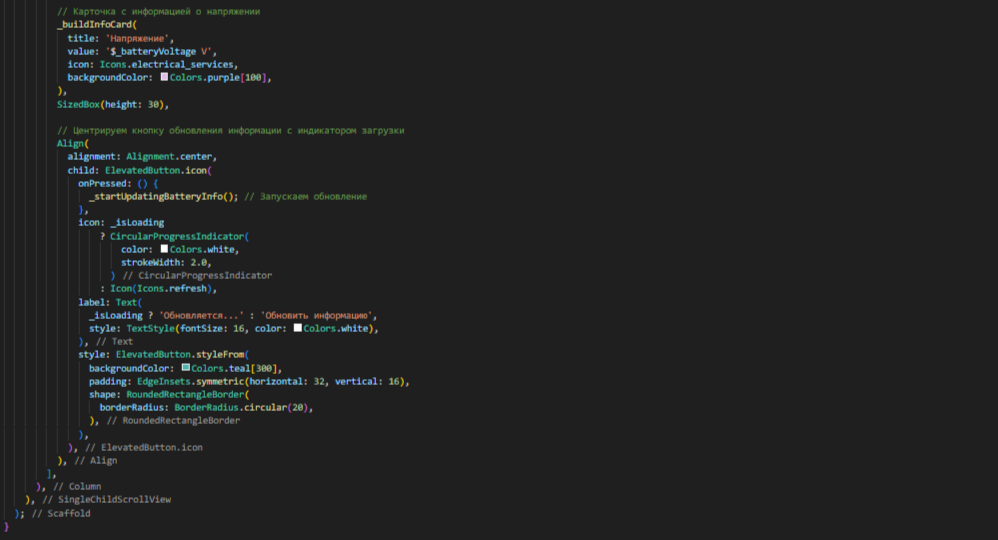 // Карточка с информацией о напряжении
_buildInfoCard(
title: 'Напряжение',
value: '$_batteryVoltage V',
icon: Icons.electrical_services,
backgroundColor: Colors.purple[100],
),
SizedBox(height: 30),
// Центрируем кнопку обновления информации с индикатором загрузки
Align(
alignment: Alignment.center,
child: ElevatedButton.icon(
onPressed: () {
_startUpdatingBatteryInfo(); // Запускаем обновление
},
icon: _isLoading
? CircularProgressIndicator(
color: Colors.white,
strokeWidth: 2.0,
) // CircularProgressIndicator
: Icon(Icons.refresh),
label: Text(
_isLoading ? 'Обновляется...' : 'Обновить информацию',
style: TextStyle(fontSize: 16, color: Colors.white),
), // Text
style: ElevatedButton.styleFrom(
backgroundColor: Colors.teal[300],
padding: EdgeInsets.symmetric(horizontal: 32, vertical: 16),
shape: RoundedRectangleBorder(
borderRadius: BorderRadius.circular(20),
), // RoundedRectangleBorder
),
), // ElevatedButton.icon
), // Align
],
), // Column
), // SingleChildScrollView
); // Scaffold
}